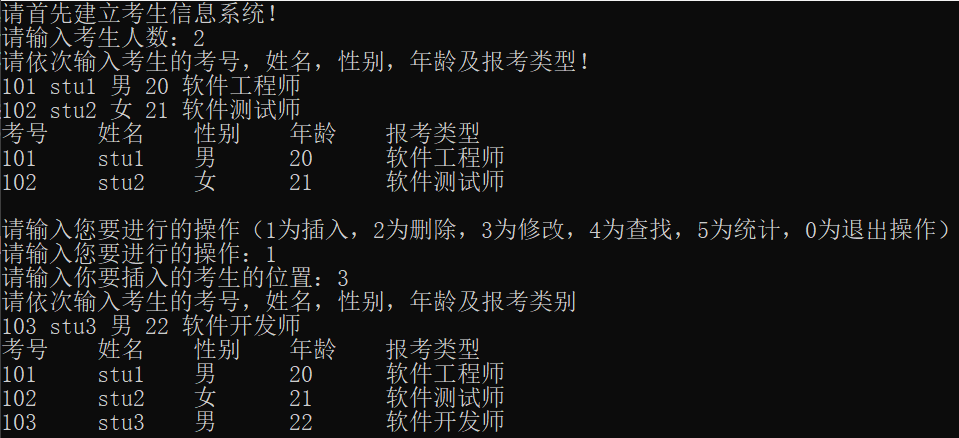 请首先建立考生信息系统！
请输入考生人数：2
请依次输入考生的考号，姓名，性别，年龄及报考类型！
101 stu1 男 20 软件工程师
102 stu2 女 21 软件测试师
考号 姓名 性别 年龄 报考类型
101 stu1 男 20 软件工程师
102 stu2 女 21 软件测试师
请输入您要进行的操作（1为插入，2为删除，3为修改，4为查找，5为统计，0为退出操作）
请输入您要进行的操作：1
请输入你要插入的考生的位置：3
请依次输入考生的考号，姓名，性别，年龄及报考类别
103 stu3 男 22 软件开发师
考号 姓名 性别 年龄 报考类型
101 stu1 男 20 软件工程师
102 stu2 女 21 软件测试师
103 stu3 男 22 软件开发师